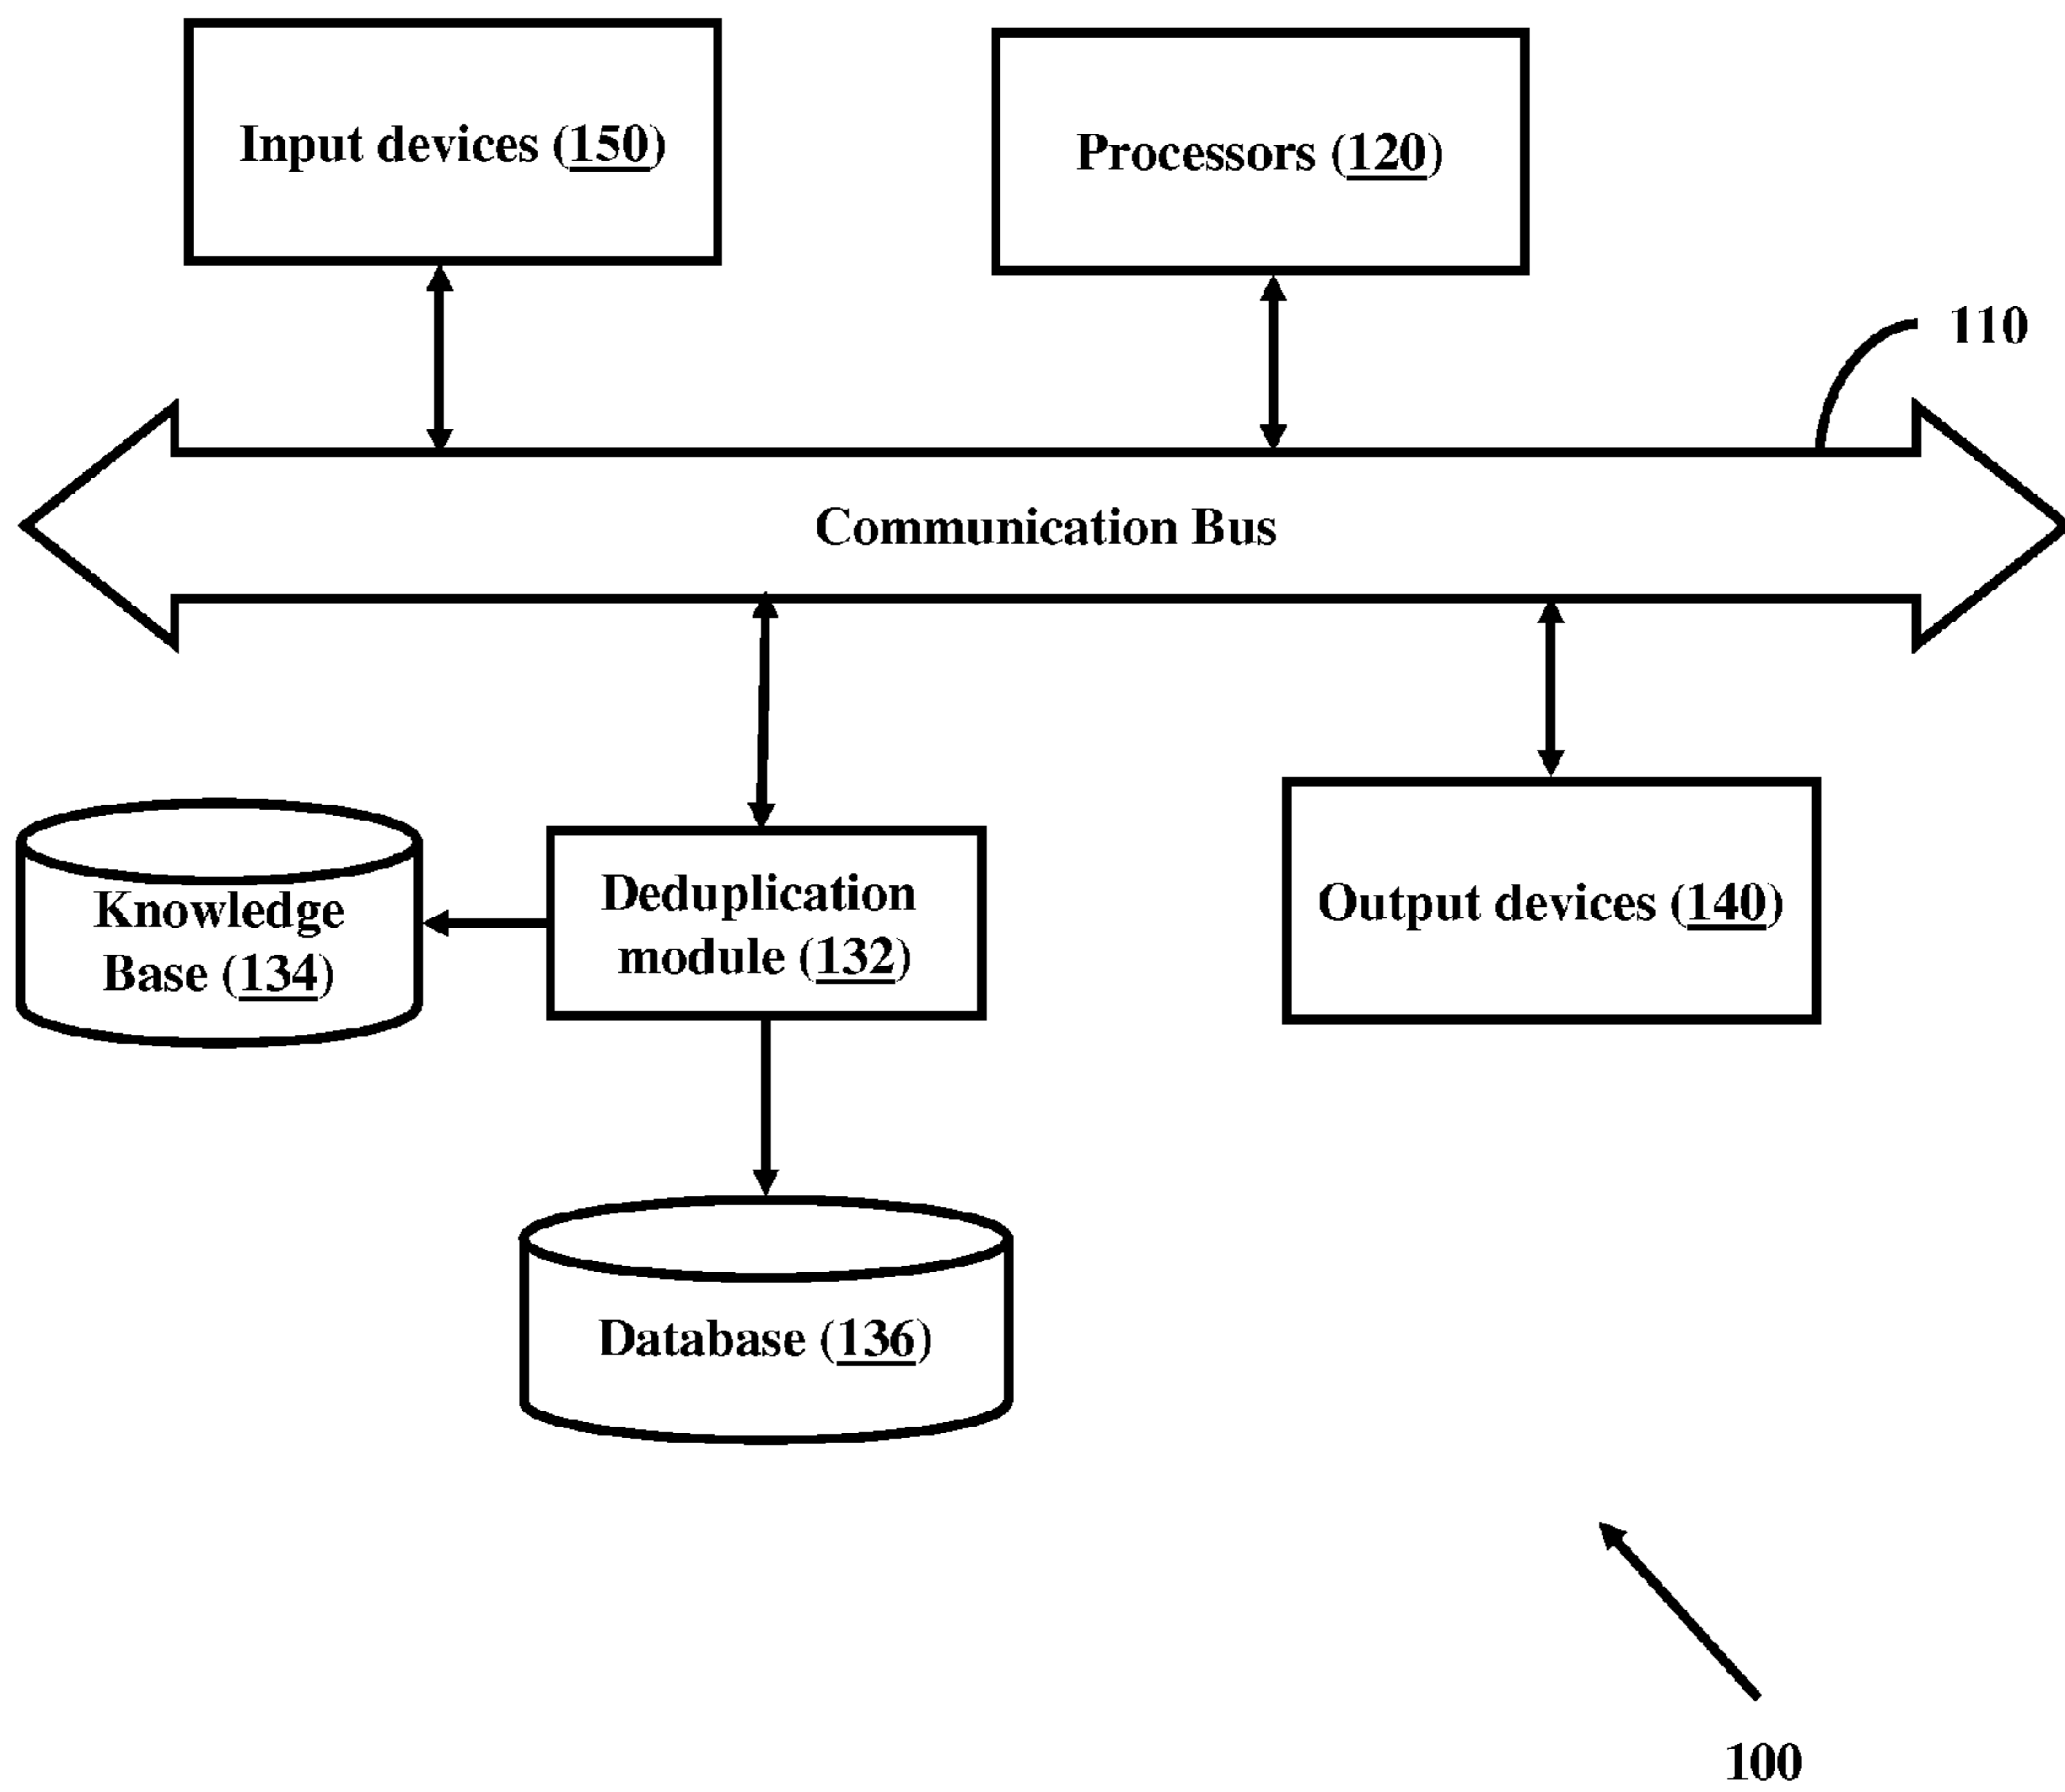 Input devices (150)
Processors (120)
110
Communication Bus
Knowledge
Base (134)
Deduplication
module (132)
Output devices (140)
Database (136)
100